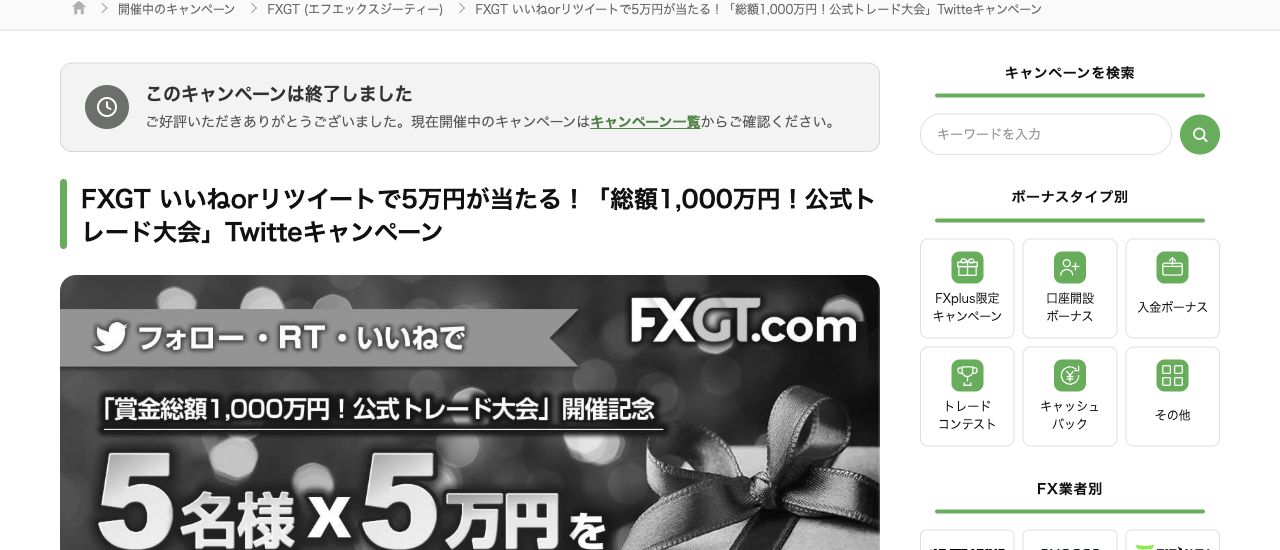 開催中のキャンペーン
FXGT (エフエックスジーティー)
FXGT いいねorリツイートで5万円が当たる！「総額1,000万円！公式トレード大会」Twitteキャンペーン
このキャンペーンは終了しました
ご好評いただきありがとうございました。現在開催中のキャンペーンはキャンペーン一覧からご確認ください。
FXGT いいねorリツイートで5万円が当たる！「総額1,000万円！公式ト
レード大会」Twitteキャンペーン
フォロー・RT・いいねで
FXGT.com
「賞金総額1,000万円！公式トレード大会」開催記念
5名様x5万円を
キャンペーンを検索
キーワードを入力
ボーナスタイプ別
FXplus限定
キャンペーン
口座開設
ボーナス
入金ボーナス
トレード
コンテスト
キャッシュ
バック
その他
FX業者別